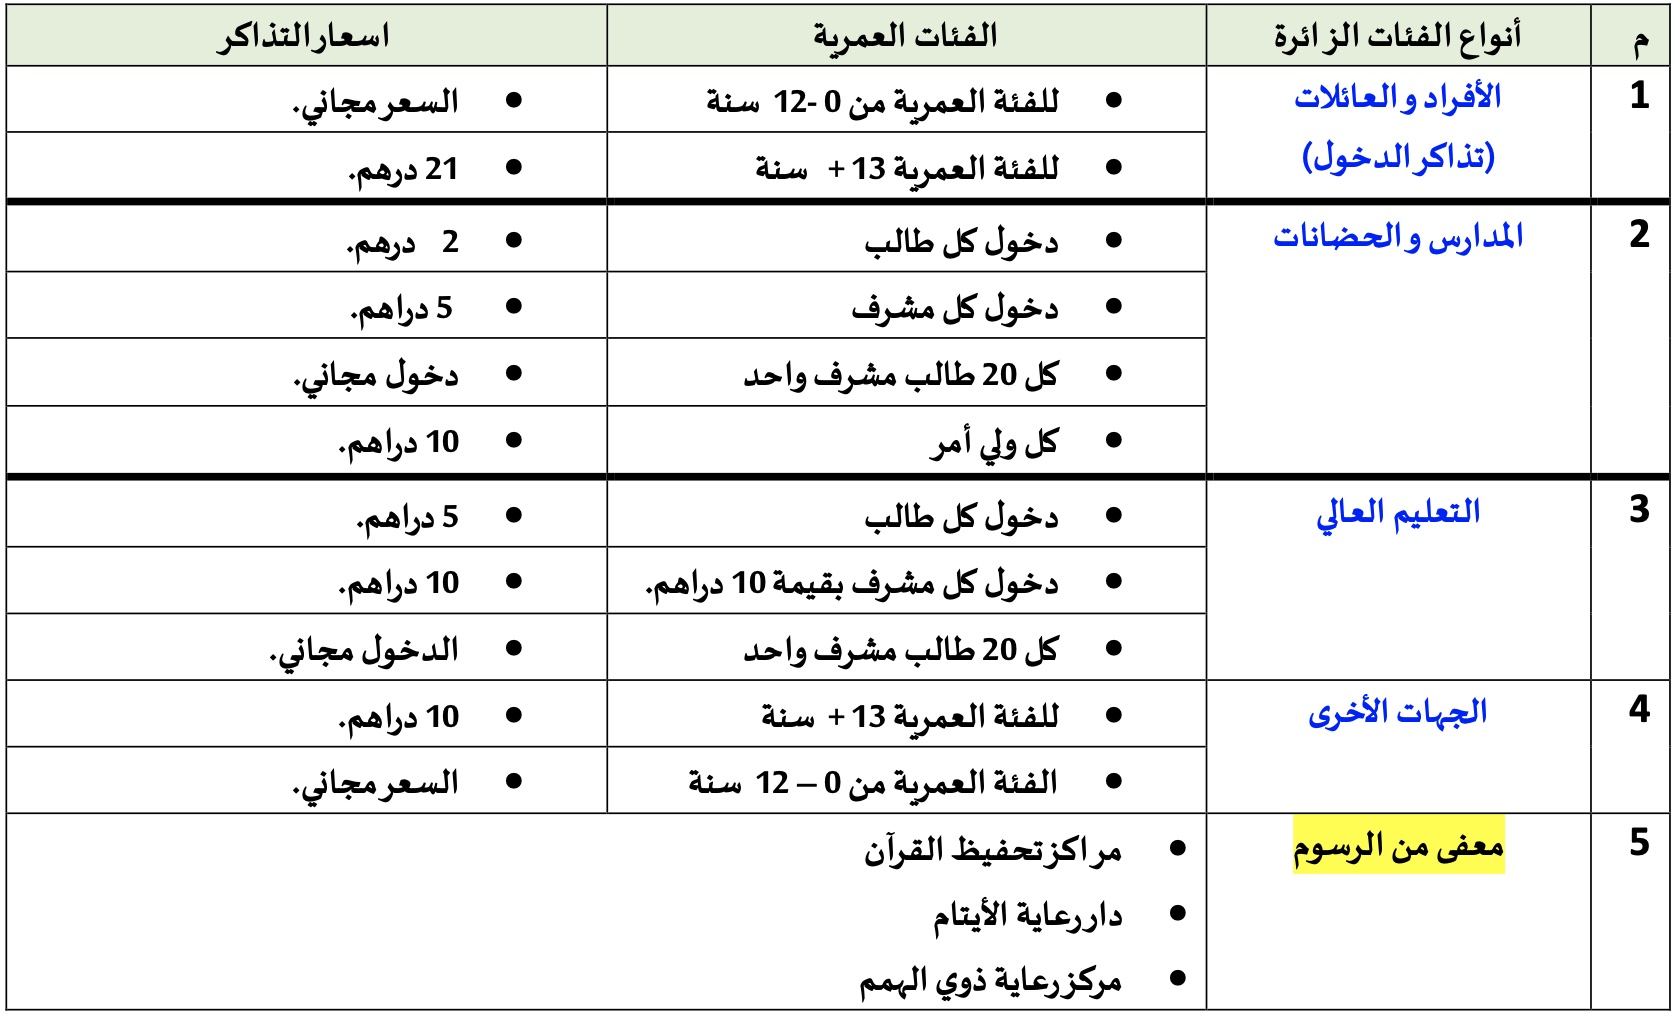 م أنواع الفئات الزائرة الفئات العمرية اسعار التذاكر
1 الأفراد والعائلات • للفئة العمرية من 0 -12 سنة • السعر مجاني.
(تذاكر الدخول) • للفئة العمرية 13 + سنة • 21 درهم.
2 المدارس والحضانات • دخول كل طالب • 2 درهم.
• دخول كل مشرف • 5 دراهم.
• كل 20 طالب مشرف واحد • دخول مجاني.
• كل ولي أمر • 10 دراهم.
3 التعليم العالي • دخول كل طالب • 5 دراهم.
• دخول كل مشرف بقيمة 10 دراهم. • 10 دراهم.
• كل 20 طالب مشرف واحد • الدخول مجاني.
4 الجهات الأخرى • للفئة العمرية 13 + سنة • 10 دراهم.
• الفئة العمرية من 0 – 12 سنة • السعر مجاني.
5 معفى من الرسوم • مراكز تحفيظ القرآن
• دار رعاية الأيتام
• مركز رعاية ذوي الهمم